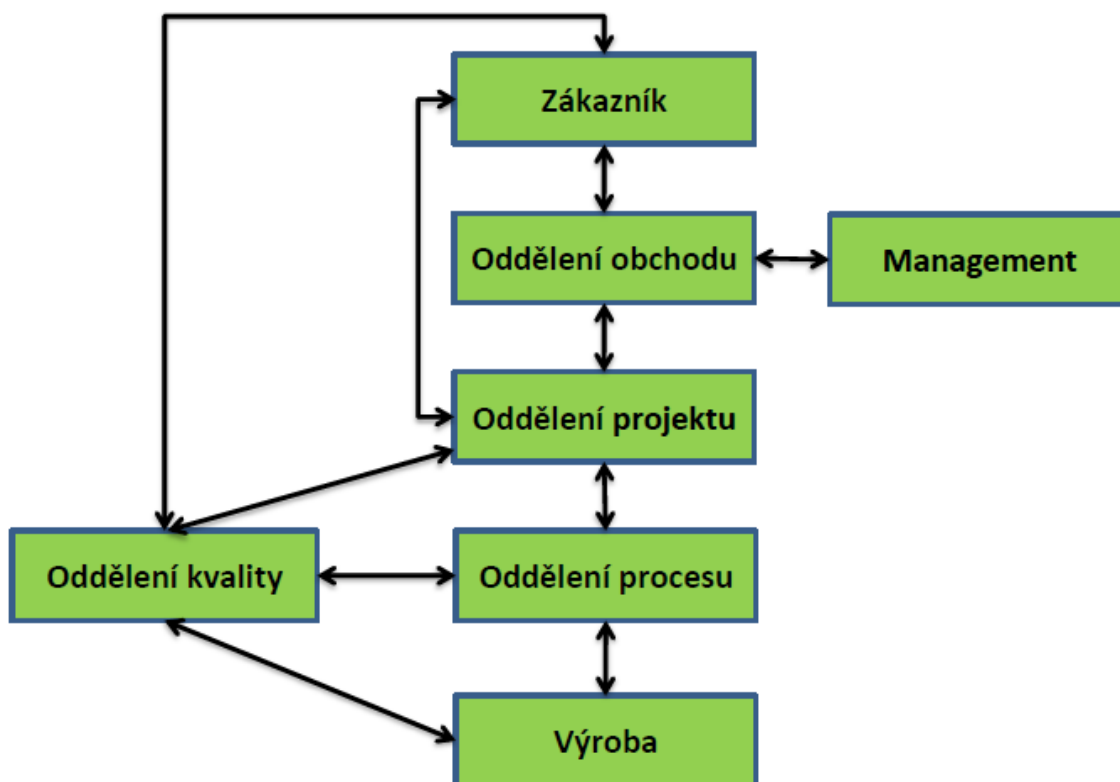 Zákazník
Oddělení obchodu
Management
Oddělení projektu
Oddělení kvality
Oddělení procesu
Výroba